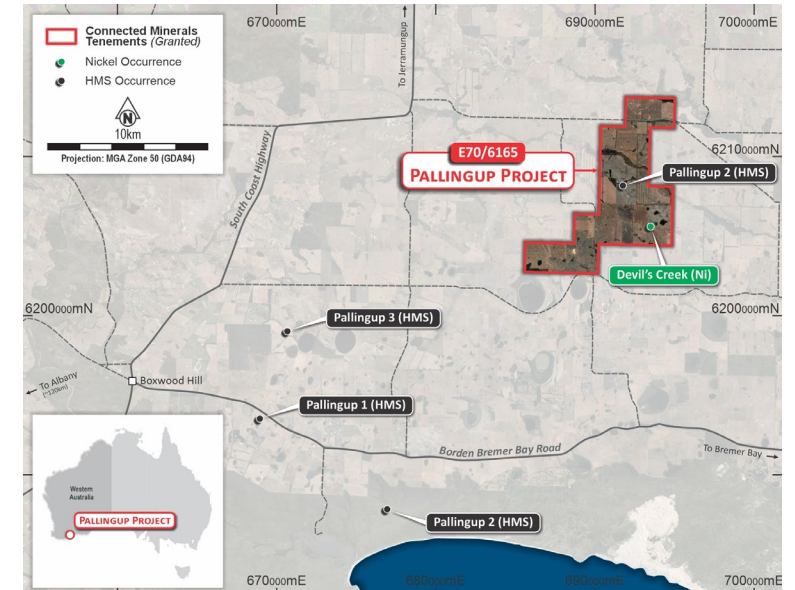 670000mE
690000mE
700000mE
Connected Minerals
Tenements (Granted)
Nickel Occurrence
HMS Occurrence
N
10km
Projection: MGA Zone 50 (GDA94)
To Jerramungup
South Coast Highway
E70/6165
PALLINGUP PROJECT
6210000mN
Pallingup 2 (HMS)
Devil's Creek (Ni)
6200000mN
6200000mN
Pallingup 3 (HMS)
To Albany
(~120km)
Boxwood Hill
Pallingup 1 (HMS)
Borden Bremer Bay Road
To Bremer Bay
Western
Australia
PALLINGUP PROJECT
Pallingup 2 (HMS)
670000mE
680000mE
690000mE
700000mE